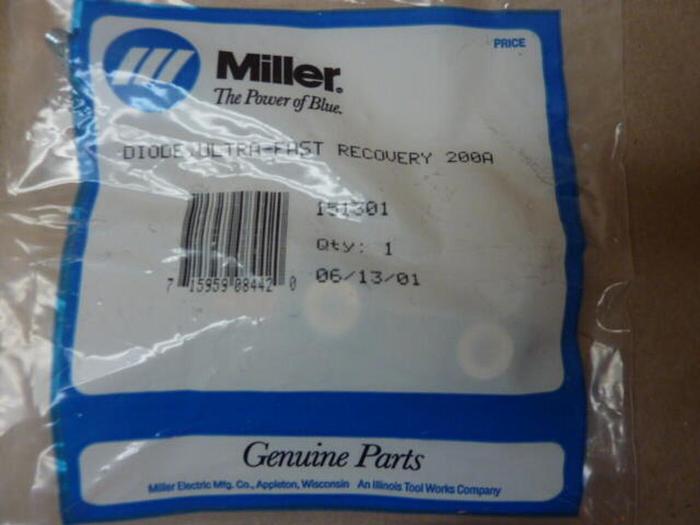 PRICE
Miller®
The Power of Blue®
DIODE,ULTRA-FAST RECOVERY 200A
151301
Qty: 1
06/13/01
7 15959 08442 0
Genuine Parts
Miller Electric Mfg. Co., Appleton, Wisconsin An Illinois Tool Works Company